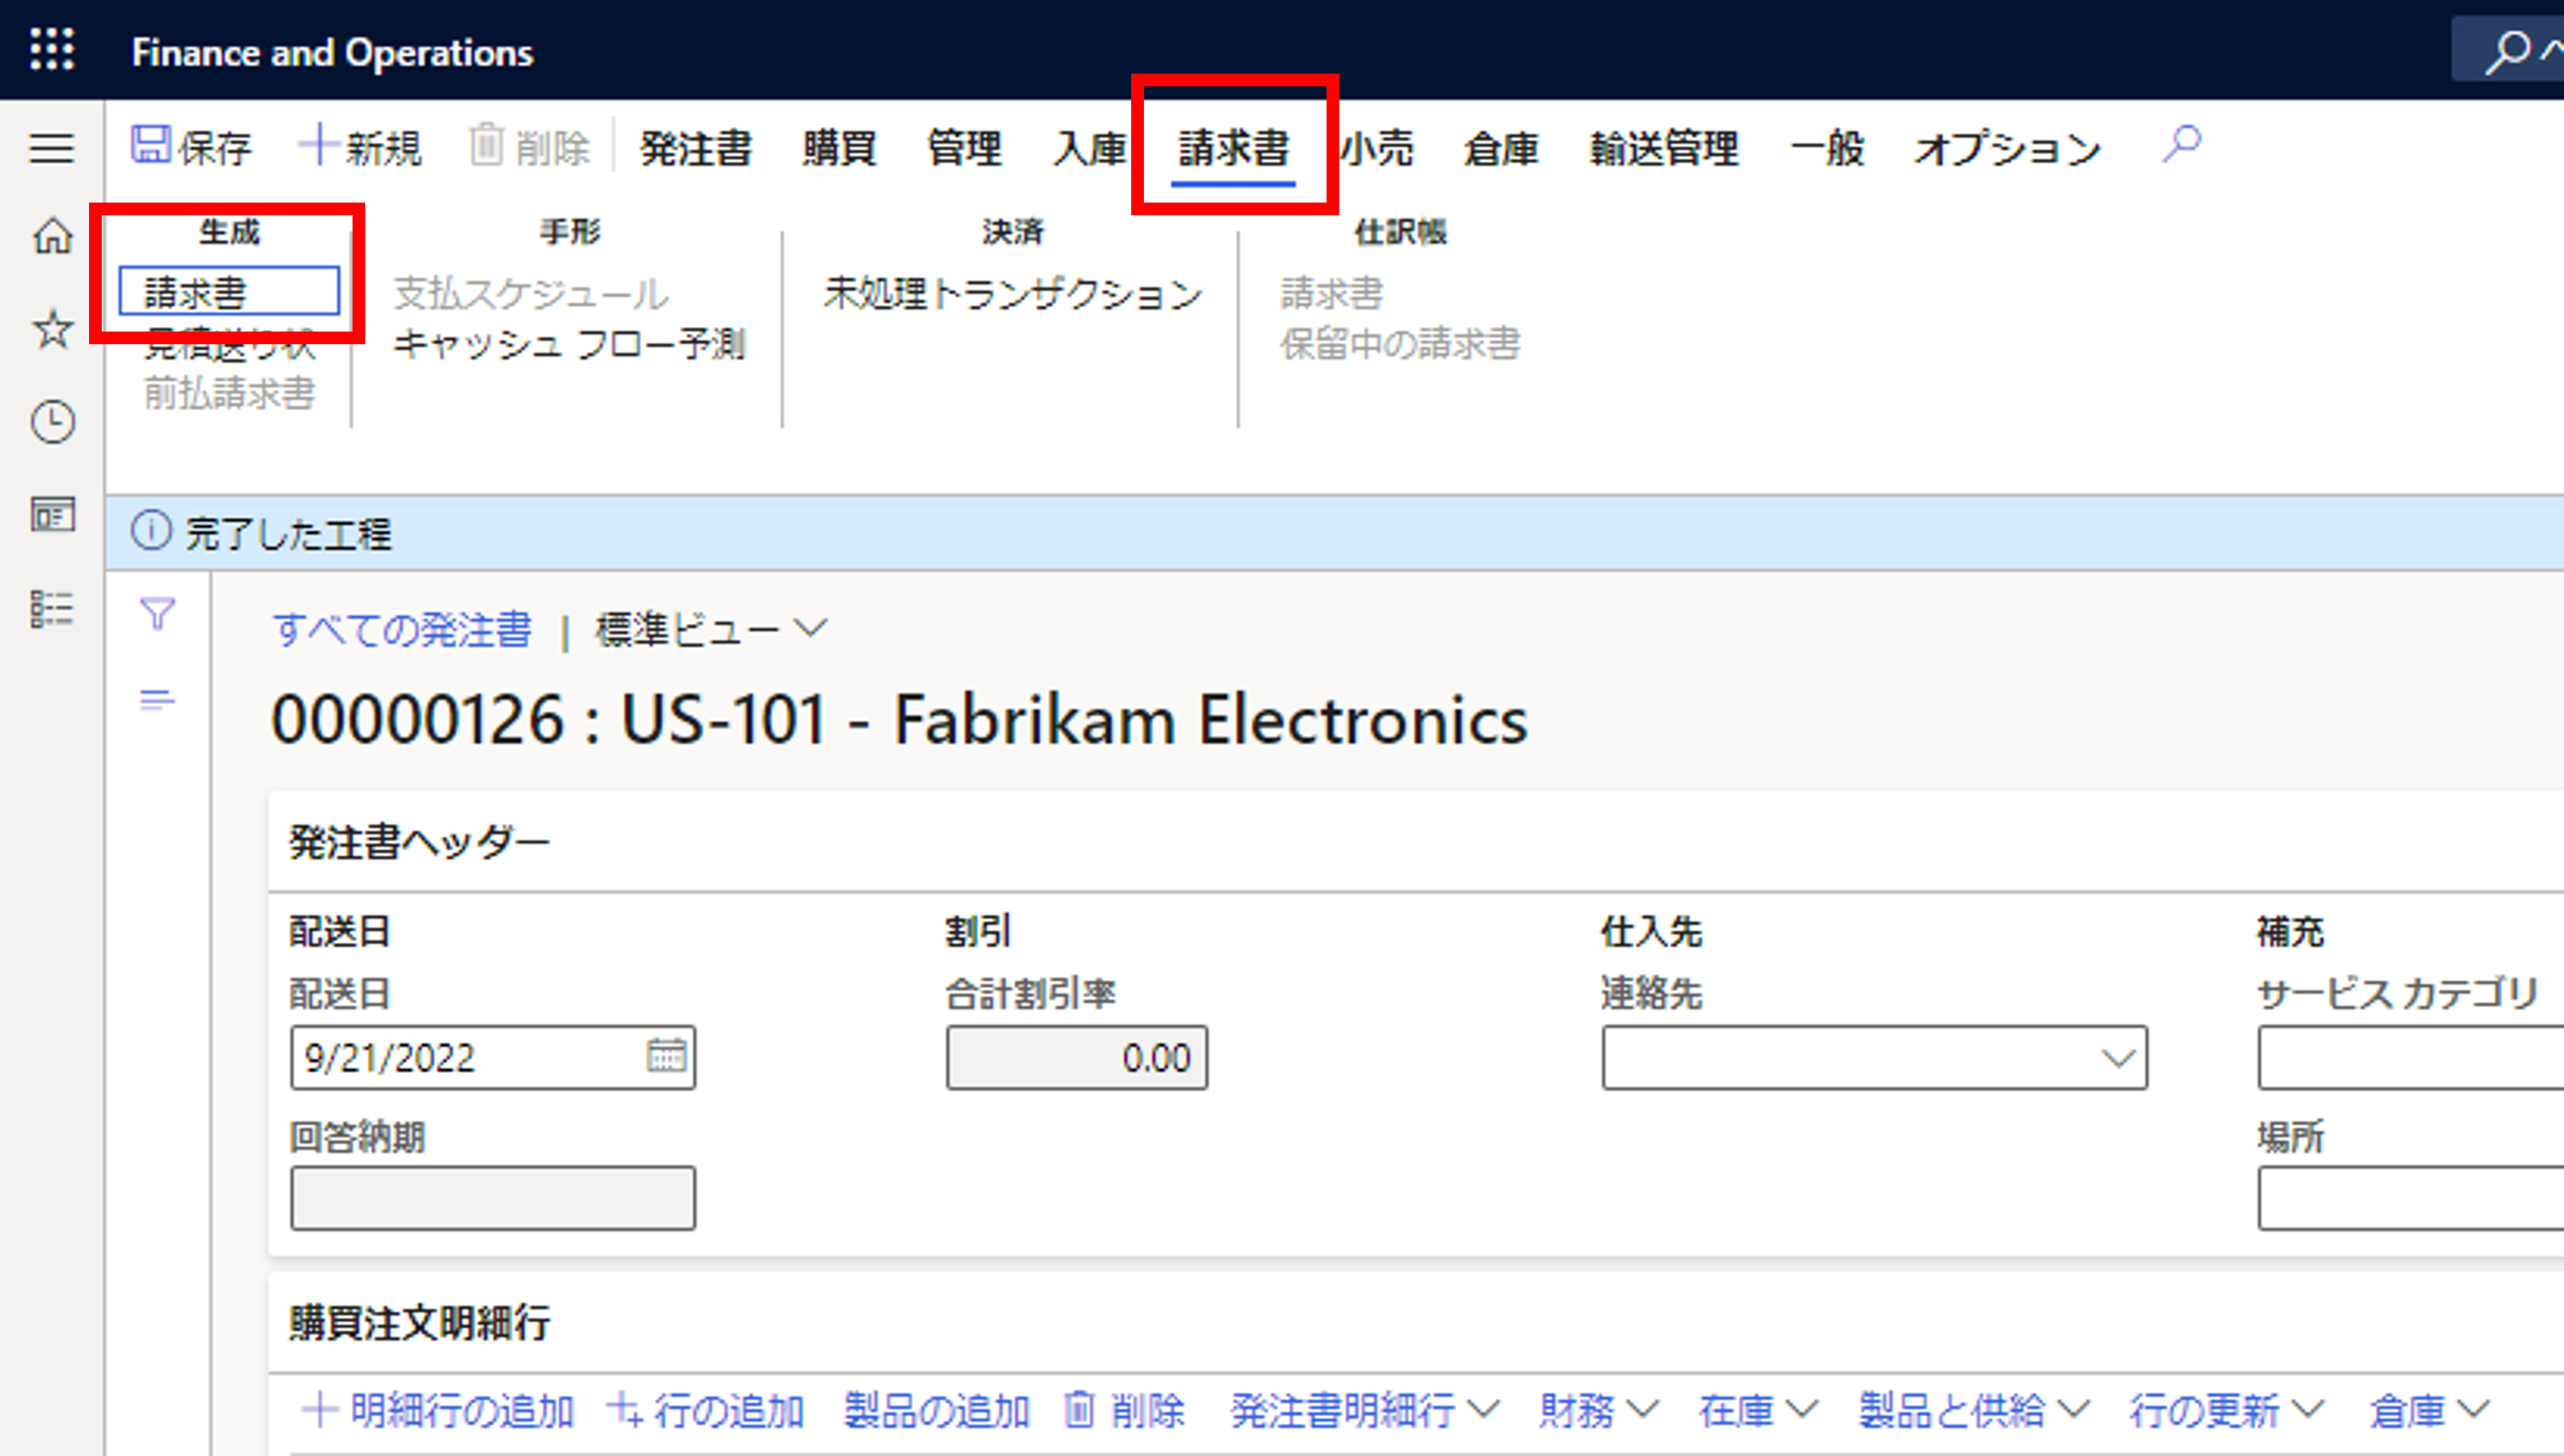 Finance and Operations
保存 新規 削除 発注書 購買 管理 入庫 請求書 小売 倉庫 輸送管理 一般 オプション
生成 手形 決済 仕訳帳
請求書 支払スケジュール 未処理トランザクション 請求書
見積送り状 キャッシュ フロー予測 保留中の請求書
前払請求書
完了した工程
すべての発注書 | 標準ビュー
00000126 : US-101 - Fabrikam Electronics
発注書ヘッダー
配送日 割引 仕入先 補充
配送日 合計割引率 連絡先 サービス カテゴリ
9/21/2022 0.00
回答納期 場所
購買注文明細行
明細行の追加 行の追加 製品の追加 削除 発注書明細行 財務 在庫 製品と供給 行の更新 倉庫